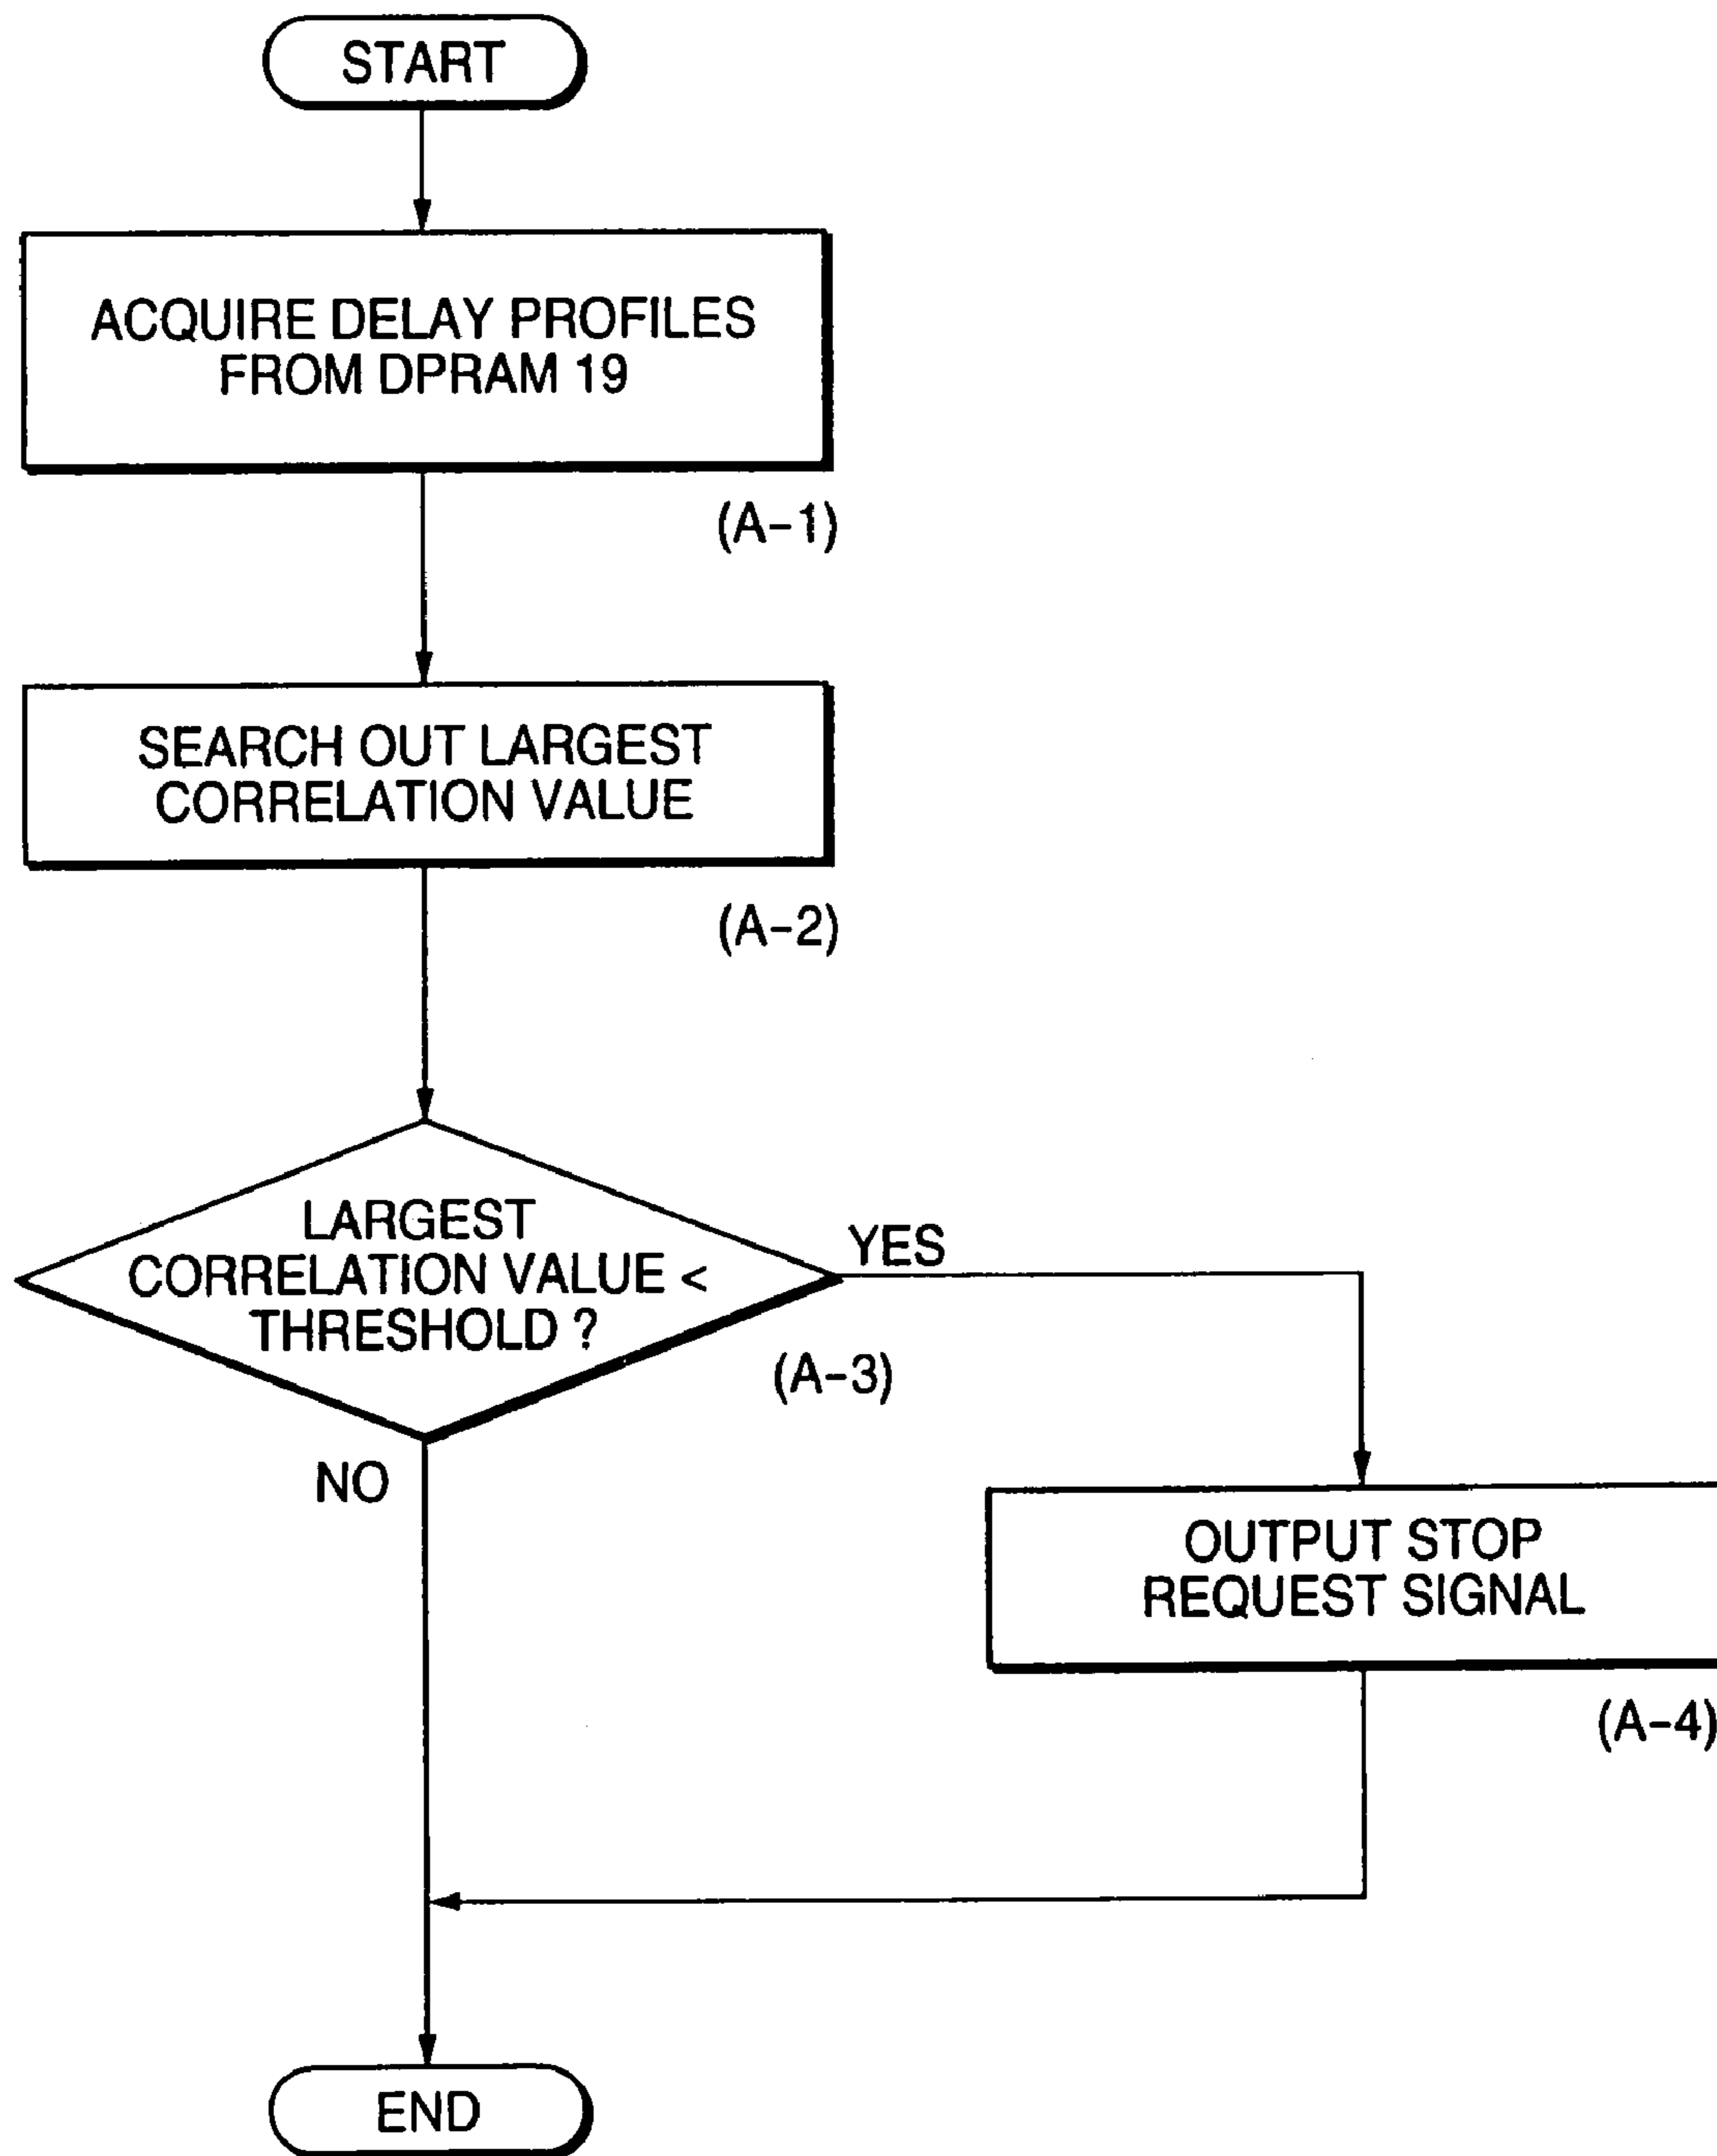 START
ACQUIRE DELAY PROFILES
FROM DPRAM 19
(A-1)
SEARCH OUT LARGEST
CORRELATION VALUE
(A-2)
LARGEST
CORRELATION VALUE <
THRESHOLD ?
YES
(A-3)
NO
OUTPUT STOP
REQUEST SIGNAL
(A-4)
END